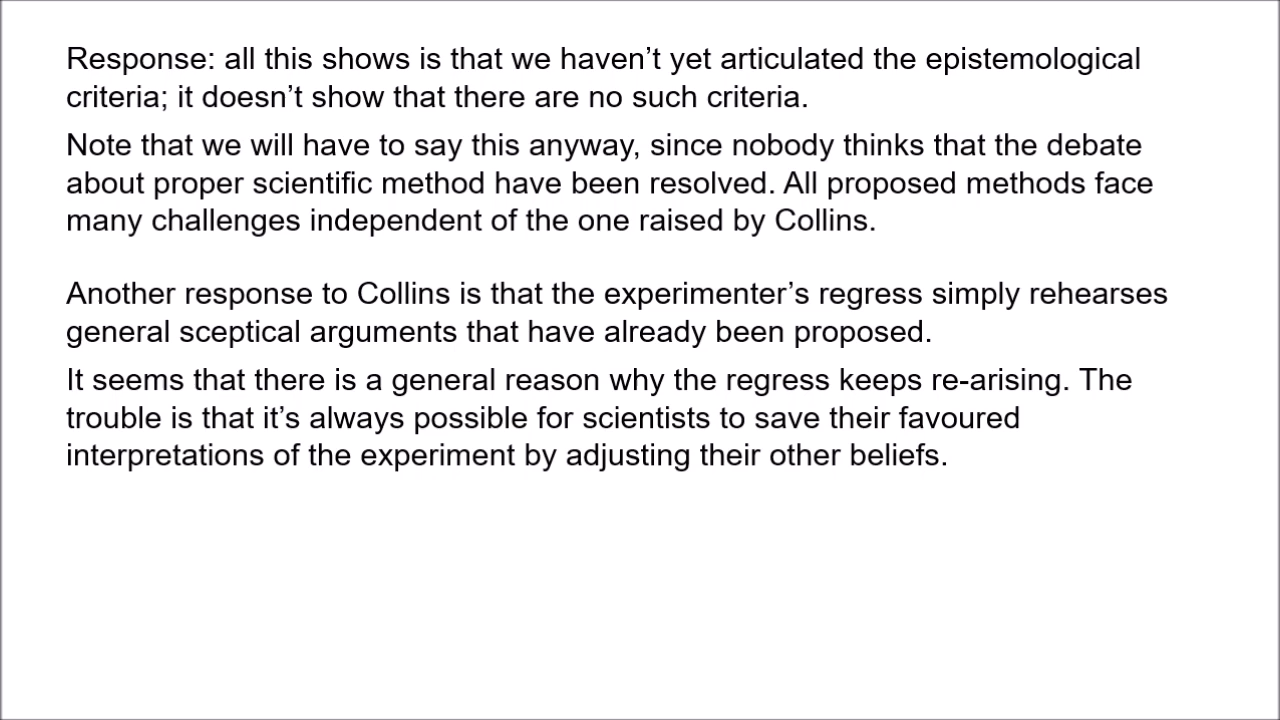 Response: all this shows is that we haven’t yet articulated the epistemological
criteria; it doesn’t show that there are no such criteria.
Note that we will have to say this anyway, since nobody thinks that the debate
about proper scientific method have been resolved. All proposed methods face
many challenges independent of the one raised by Collins.
Another response to Collins is that the experimenter’s regress simply rehearses
general sceptical arguments that have already been proposed.
It seems that there is a general reason why the regress keeps re-arising. The
trouble is that it’s always possible for scientists to save their favoured
interpretations of the experiment by adjusting their other beliefs.